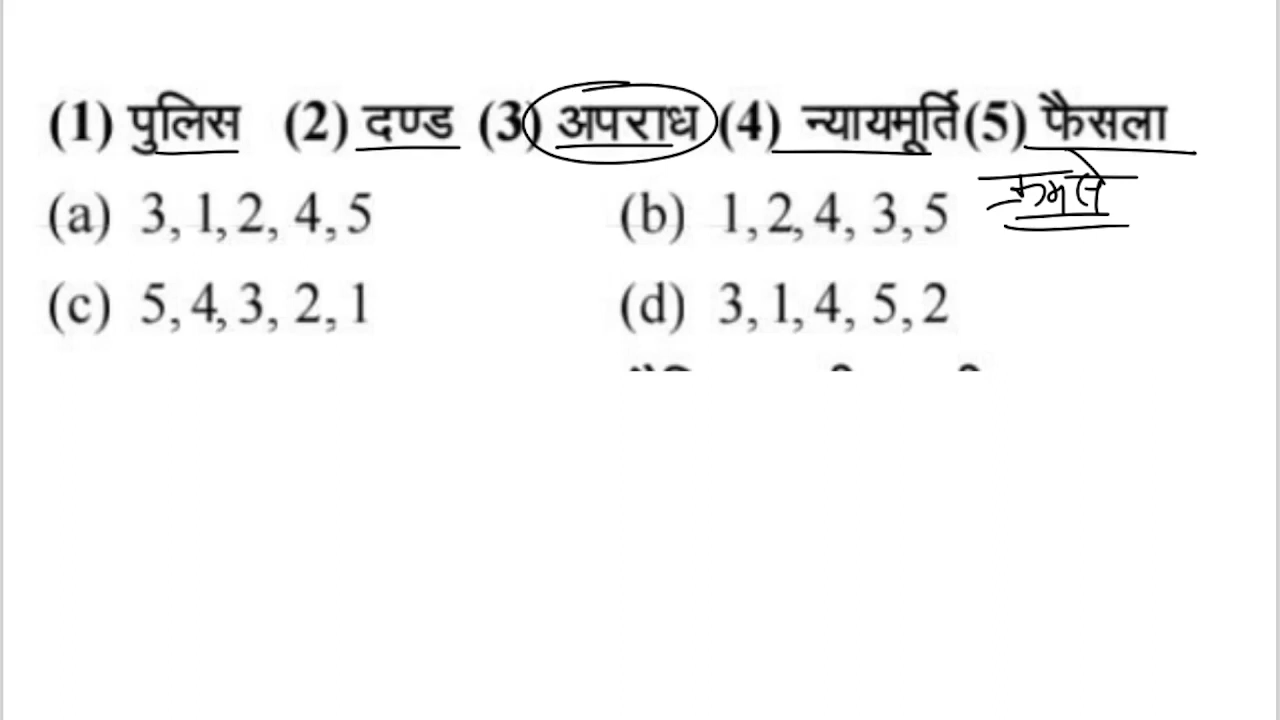 (1) पुलिस (2) दण्ड (3) अपराध (4) न्यायमूर्ति (5) फैसला
क्रम से
(a) 3, 1, 2, 4, 5 (b) 1, 2, 4, 3, 5
(c) 5, 4, 3, 2, 1 (d) 3, 1, 4, 5, 2